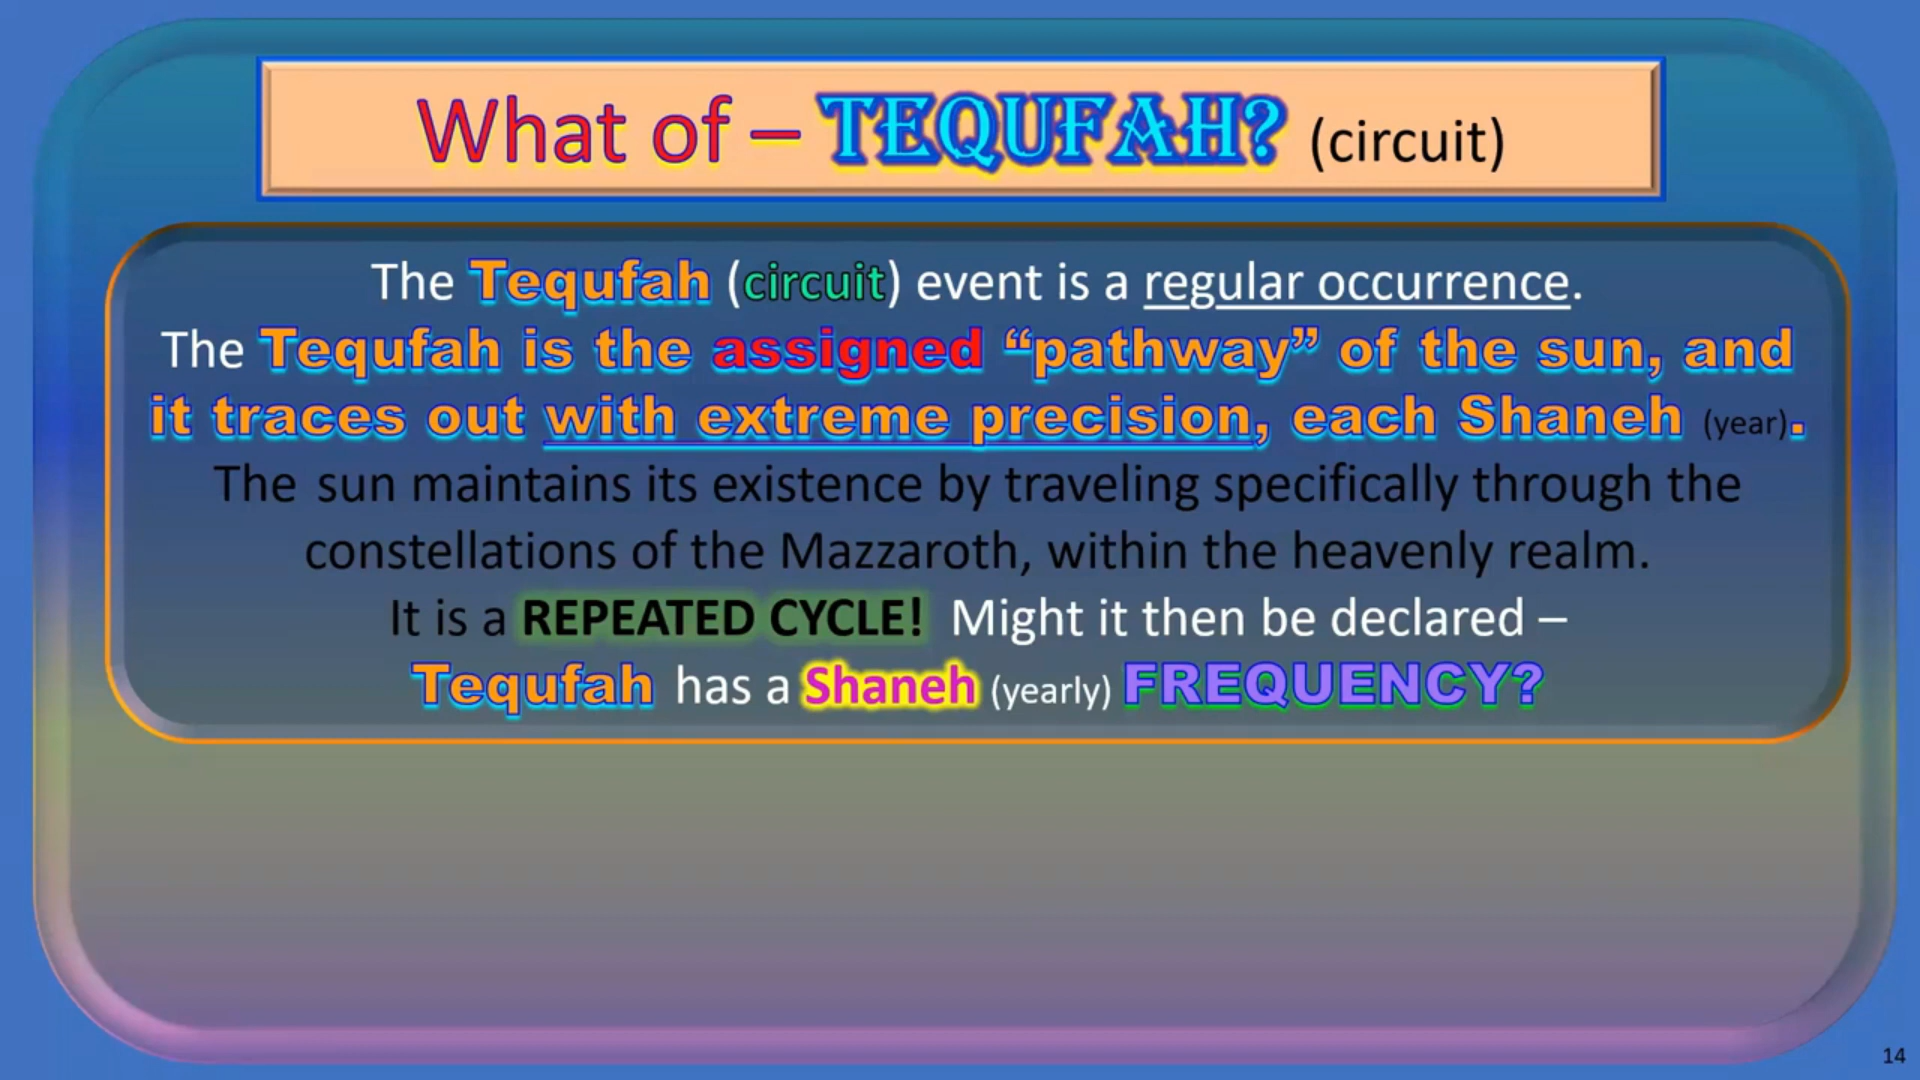 What of – TEQUFAH? (circuit)
The Tequfah (circuit) event is a regular occurrence.
The Tequfah is the assigned “pathway” of the sun, and
it traces out with extreme precision, each Shaneh (year).
The sun maintains its existence by traveling specifically through the
constellations of the Mazzaroth, within the heavenly realm.
It is a REPEATED CYCLE! Might it then be declared –
Tequfah has a Shaneh (yearly) FREQUENCY?
14